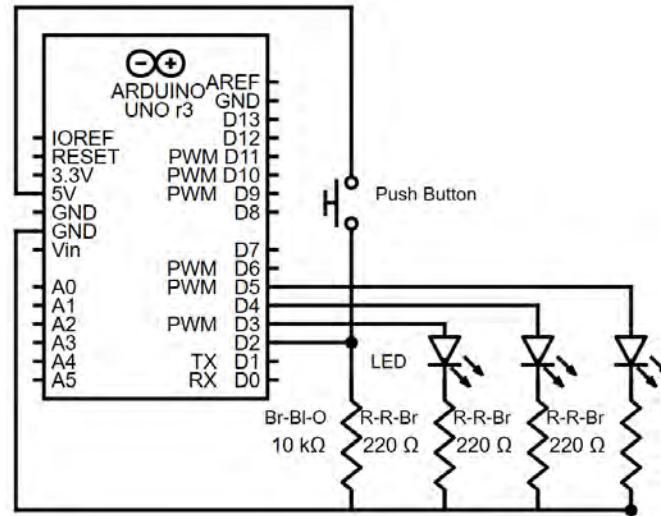 ARDUINO
UNO r3
AREF
GND
D13
IOREF D12
RESET PWM D11
3.3V PWM D10
5V PWM D9
GND D8
GND
Vin D7
PWM D6
A0 PWM D5
A1 D4
A2 PWM D3
A3 D2
A4 TX D1
A5 RX D0
Push Button
LED
Br-Bl-O R-R-Br R-R-Br R-R-Br
10 kΩ 220 Ω 220 Ω 220 Ω